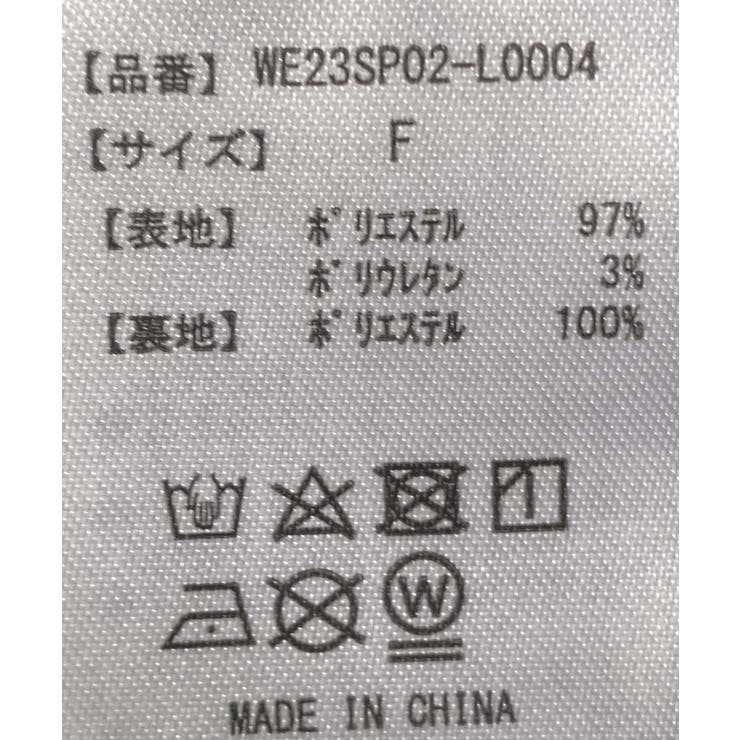 【品番】 WE23SP02-L0004
【サイズ】 F
【表地】 ポリエステル 97%
ポリウレタン 3%
【裏地】 ポリエステル 100%
W
MADE IN CHINA